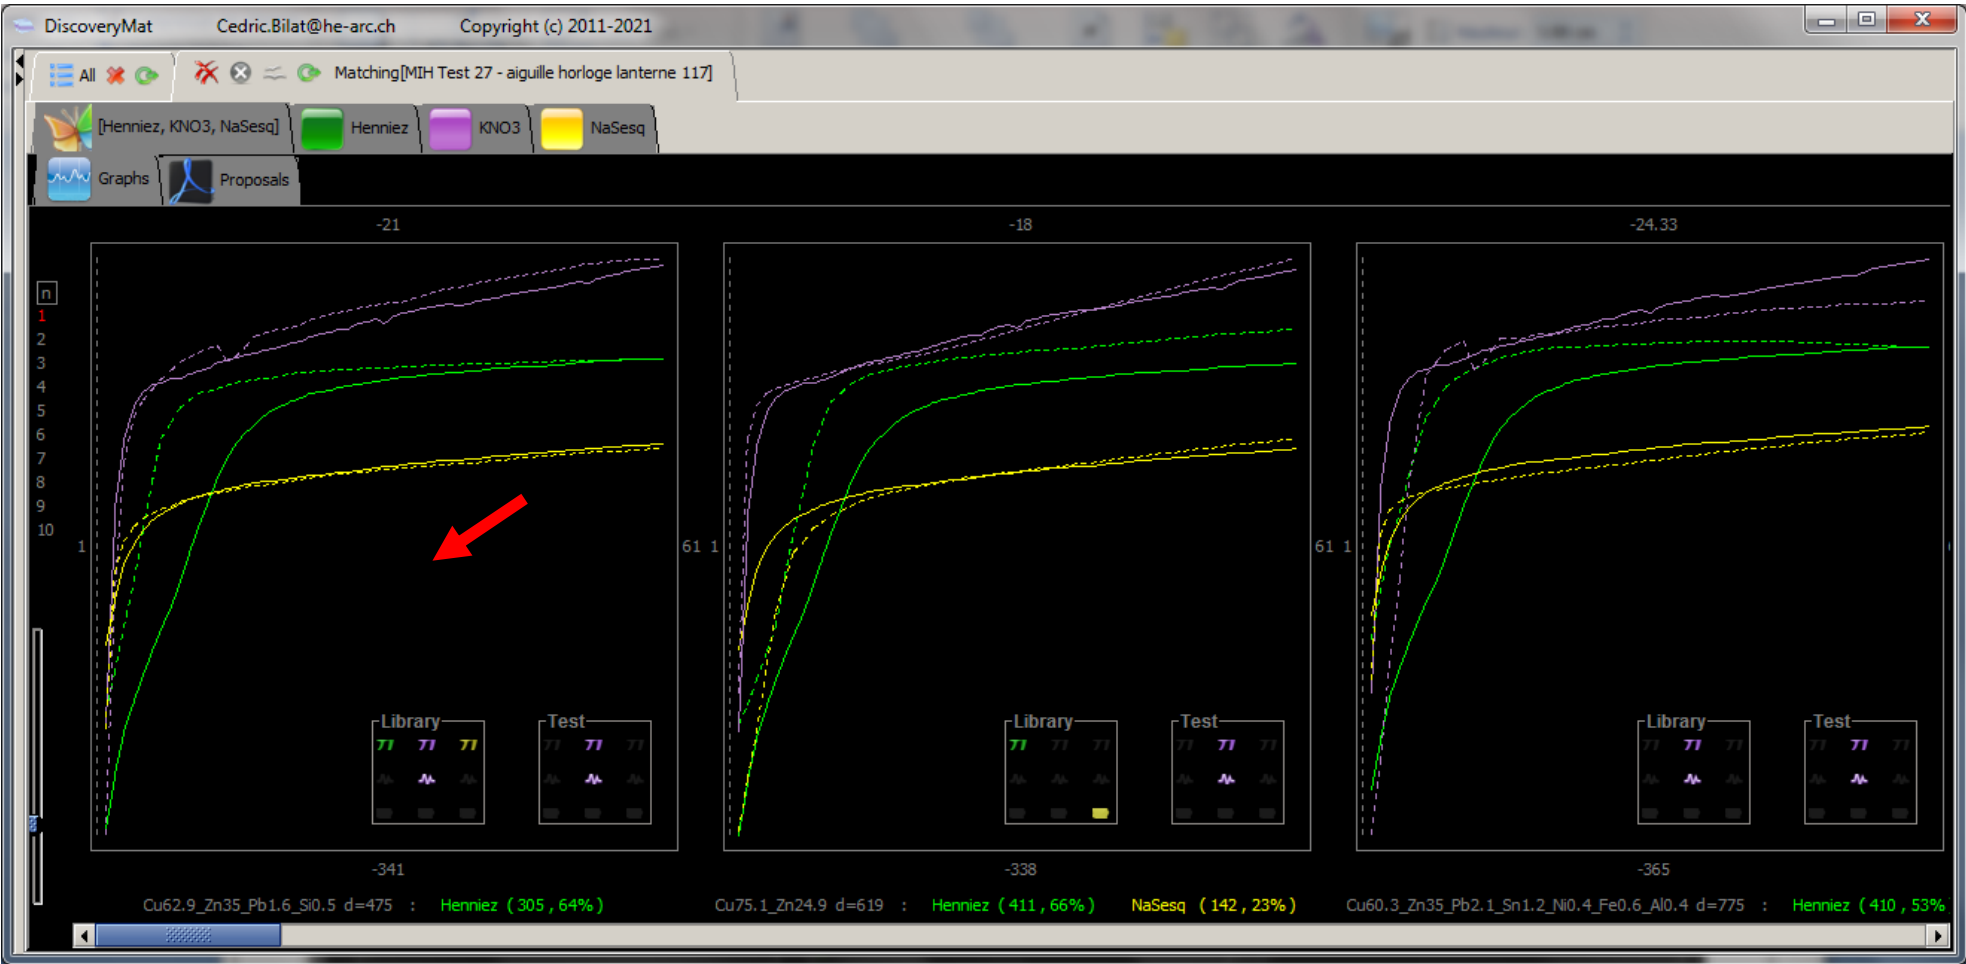 DiscoveryMat Cedric.Bilat@he-arc.ch Copyright (c) 2011-2021
All Matching[MIH Test 27 - aiguille horloge lanterne 117]
[Henniez, KNO3, NaSesq] Henniez KNO3 NaSesq
Graphs Proposals
-21 -18 -24.33
n
1
2
3
4
5
6
7
8
9
10
1 61 1 61 1
Library Test Library Test Library Test
-341 -338 -365
Cu62.9_Zn35_Pb1.6_Si0.5 d=475 : Henniez ( 305 , 64% ) Cu75.1_Zn24.9 d=619 : Henniez ( 411 , 66% ) NaSesq ( 142 , 23% ) Cu60.3_Zn35_Pb2.1_Sn1.2_Ni0.4_Fe0.6_Al0.4 d=775 : Henniez ( 410 , 53%